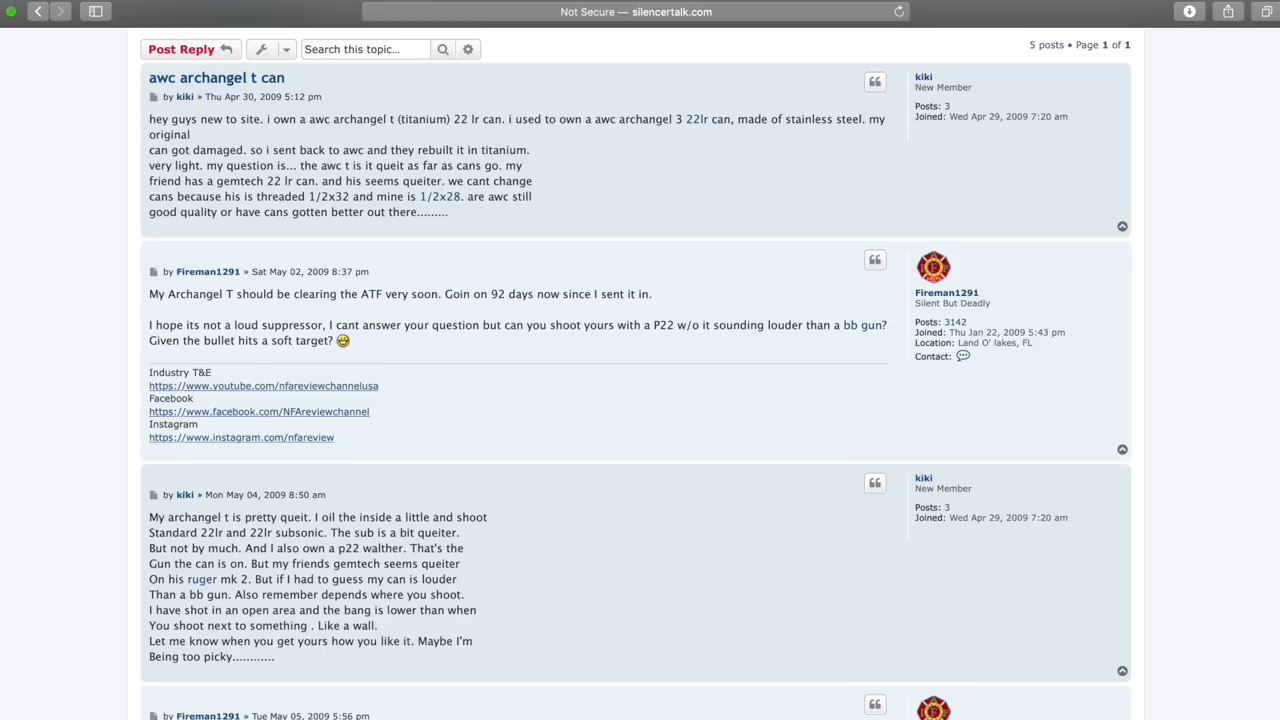 Not Secure — silencertalk.com
Post Reply
Search this topic...
5 posts • Page 1 of 1
awc archangel t can
by kiki » Thu Apr 30, 2009 5:12 pm
hey guys new to site. i own a awc archangel t (titanium) 22 lr can. i used to own a awc archangel 3 22lr can, made of stainless steel. my
original
can got damaged. so i sent back to awc and they rebuilt it in titanium.
very light. my question is... the awc t is it queit as far as cans go. my
friend has a gemtech 22 lr can. and his seems queiter. we cant change
cans because his is threaded 1/2x32 and mine is 1/2x28. are awc still
good quality or have cans gotten better out there.........
kiki
New Member
Posts: 3
Joined: Wed Apr 29, 2009 7:20 am
by Fireman1291 » Sat May 02, 2009 8:37 pm
My Archangel T should be clearing the ATF very soon. Goin on 92 days now since I sent it in.
I hope its not a loud suppressor, I cant answer your question but can you shoot yours with a P22 w/o it sounding louder than a bb gun?
Given the bullet hits a soft target?
Industry T&E
https://www.youtube.com/nfareviewchannelusa
Facebook
https://www.facebook.com/NFAreviewchannel
Instagram
https://www.instagram.com/nfareview
Fireman1291
Silent But Deadly
Posts: 3142
Joined: Thu Jan 22, 2009 5:43 pm
Location: Land O' lakes, FL
Contact:
by kiki » Mon May 04, 2009 8:50 am
My archangel t is pretty queit. I oil the inside a little and shoot
Standard 22lr and 22lr subsonic. The sub is a bit queiter.
But not by much. And I also own a p22 walther. That's the
Gun the can is on. But my friends gemtech seems queiter
On his ruger mk 2. But if I had to guess my can is louder
Than a bb gun. Also remember depends where you shoot.
I have shot in an open area and the bang is lower than when
You shoot next to something . Like a wall.
Let me know when you get yours how you like it. Maybe I'm
Being too picky............
kiki
New Member
Posts: 3
Joined: Wed Apr 29, 2009 7:20 am
by Fireman1291 » Tue May 05, 2009 5:56 pm